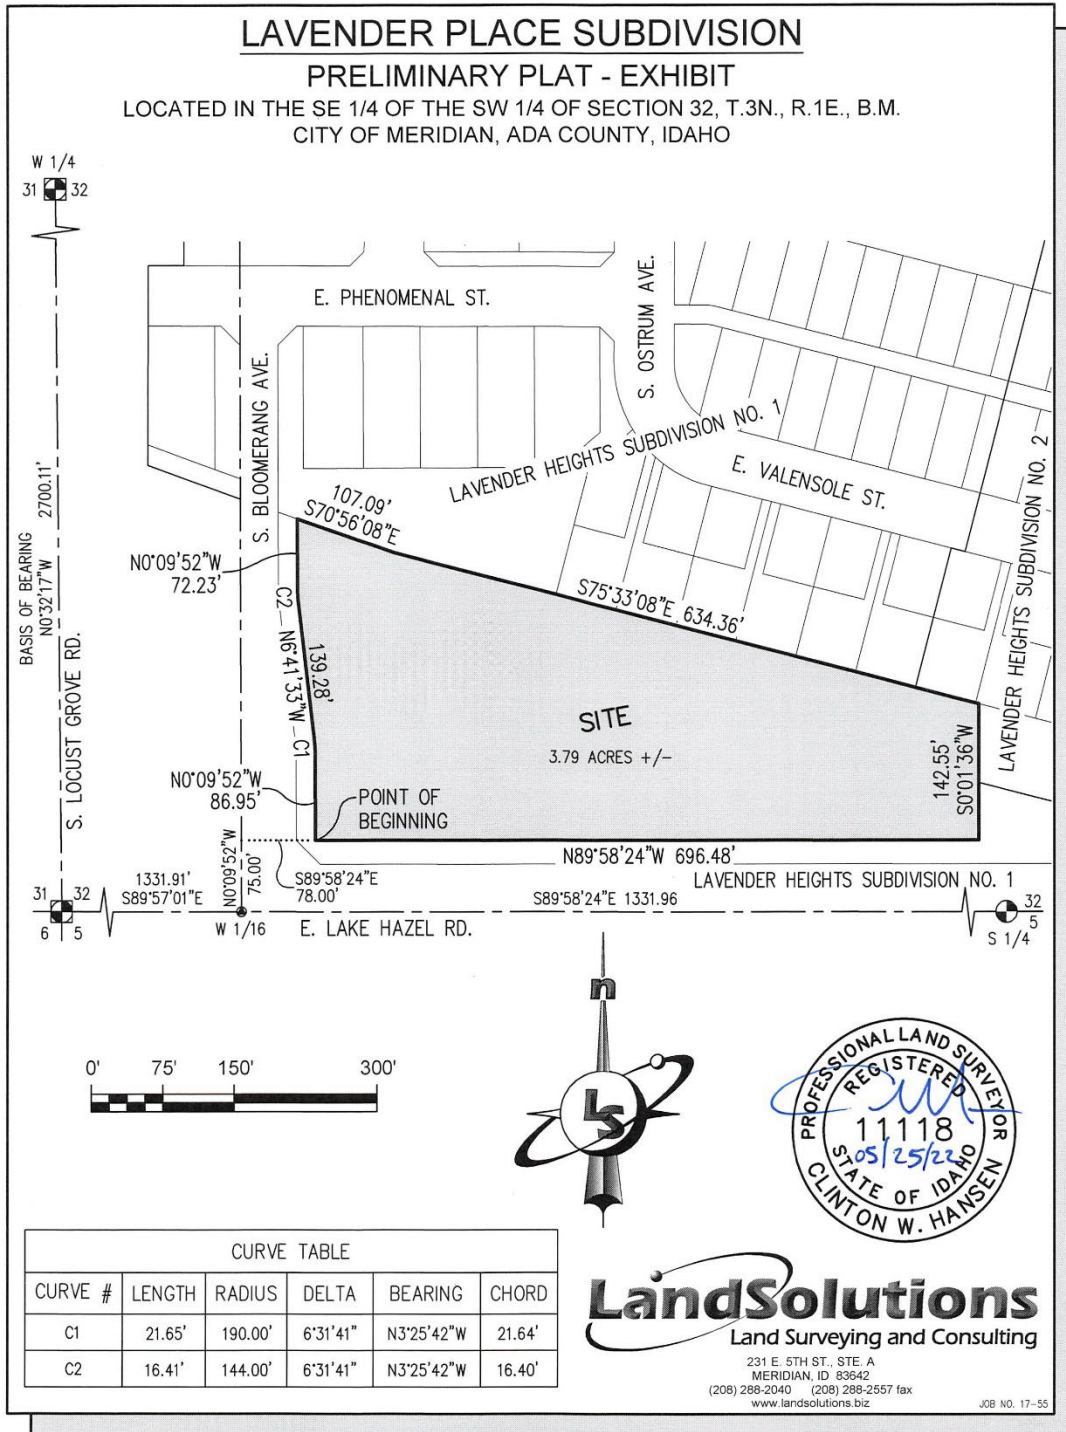 LAVENDER PLACE SUBDIVISION
PRELIMINARY PLAT - EXHIBIT
LOCATED IN THE SE 1/4 OF THE SW 1/4 OF SECTION 32, T.3N., R.1E., B.M.
CITY OF MERIDIAN, ADA COUNTY, IDAHO
W 1/4
31 32
E. PHENOMENAL ST.
S. OSTRUM AVE.
S. BLOOMERANG AVE.
LAVENDER HEIGHTS SUBDIVISION NO. 1
E. VALENSOLE ST.
LAVENDER HEIGHTS SUBDIVISION NO. 2
BASIS OF BEARING
N0°32'17"W 2700.11'
S. LOCUST GROVE RD.
107.09'
S70°56'08"E
N0°09'52"W
72.23'
S75°33'08"E 634.36'
C2
N6°41'33"W
139.28'
C1
SITE
3.79 ACRES +/-
142.55'
S0°01'36"W
N0°09'52"W
86.95'
POINT OF
BEGINNING
N89°58'24"W 696.48'
N0°09'52"W
75.00'
S89°58'24"E
78.00'
LAVENDER HEIGHTS SUBDIVISION NO. 1
1331.91'
S89°57'01"E
S89°58'24"E 1331.96
31 32
6 5
W 1/16
E. LAKE HAZEL RD.
32
5
S 1/4
n
LS
0' 75' 150' 300'
PROFESSIONAL LAND SURVEYOR
REGISTERED
11118
05/25/22
STATE OF IDAHO
CLINTON W. HANSEN
CURVE TABLE
CURVE # LENGTH RADIUS DELTA BEARING CHORD
C1 21.65' 190.00' 6°31'41" N3°25'42"W 21.64'
C2 16.41' 144.00' 6°31'41" N3°25'42"W 16.40'
LandSolutions
Land Surveying and Consulting
231 E. 5TH ST., STE. A
MERIDIAN, ID 83642
(208) 288-2040 (208) 288-2557 fax
www.landsolutions.biz
JOB NO. 17-55